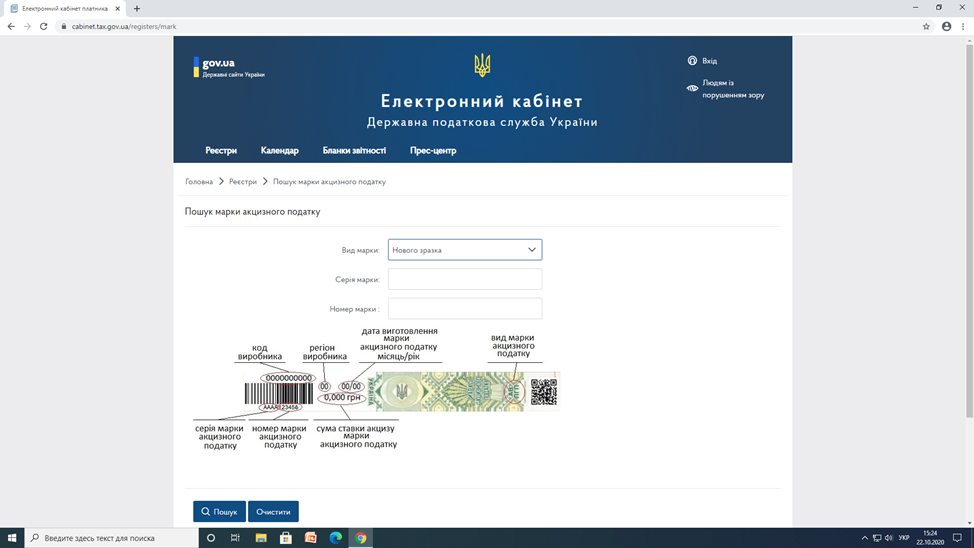 Електронний кабінет платника
cabinet.tax.gov.ua/registers/mark
gov.ua
Державні сайти України
Вхід
Людям із
порушенням зору
Електронний кабінет
Державна податкова служба України
Реєстри Календар Бланки звітності Прес-центр
Головна > Реєстри > Пошук марки акцизного податку
Пошук марки акцизного податку
Вид марки: Нового зразка
Серія марки:
Номер марки :
код
виробника
регіон
виробника
дата виготовлення
марки
акцизного податку
місяць/рік
вид марки
акцизного
податку
0000000000
00 00/00
0,000 грн
АААА 123456
УКРАЇНА
серія марки
акцизного
податку
номер марки
акцизного
податку
сума ставки акцизу
марки
акцизного податку
Пошук Очистити
Введите здесь текст для поиска
УКР
15:24
22.10.2020